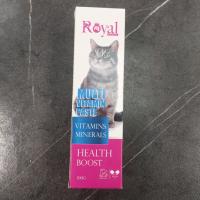 Royal
MULTI
VITAMIN
PASTE
VITAMINS
MINERALS
HEALTH
BOOST